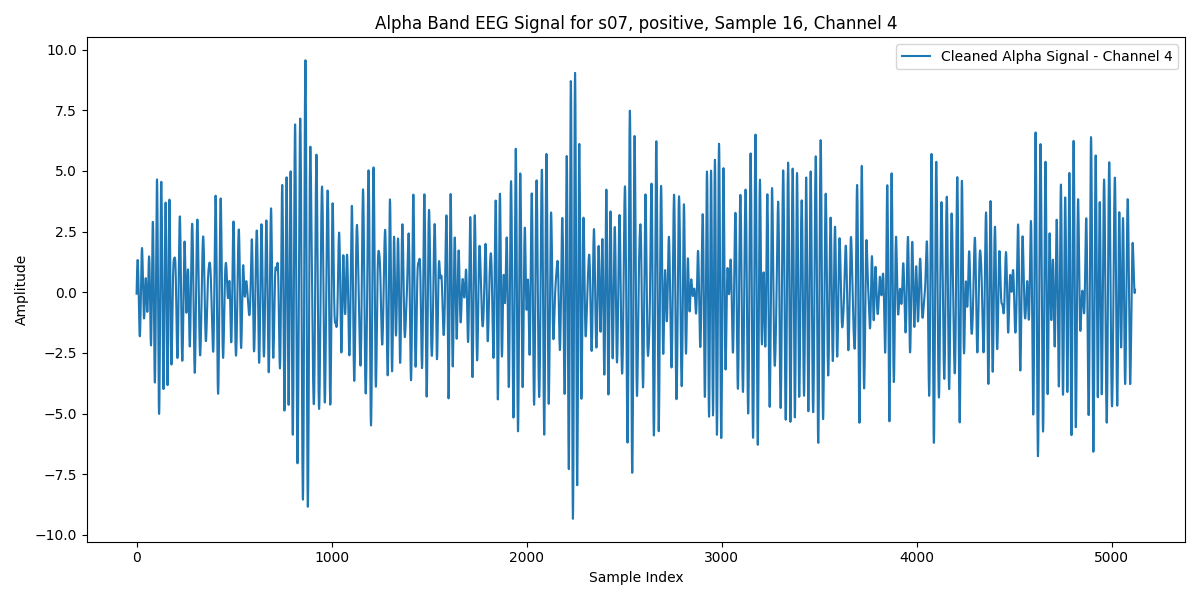 Alpha Band EEG Signal for s07, positive, Sample 16, Channel 4
Cleaned Alpha Signal - Channel 4
10.0
7.5
5.0
2.5
0.0
−2.5
−5.0
−7.5
−10.0
Amplitude
0 1000 2000 3000 4000 5000
Sample Index